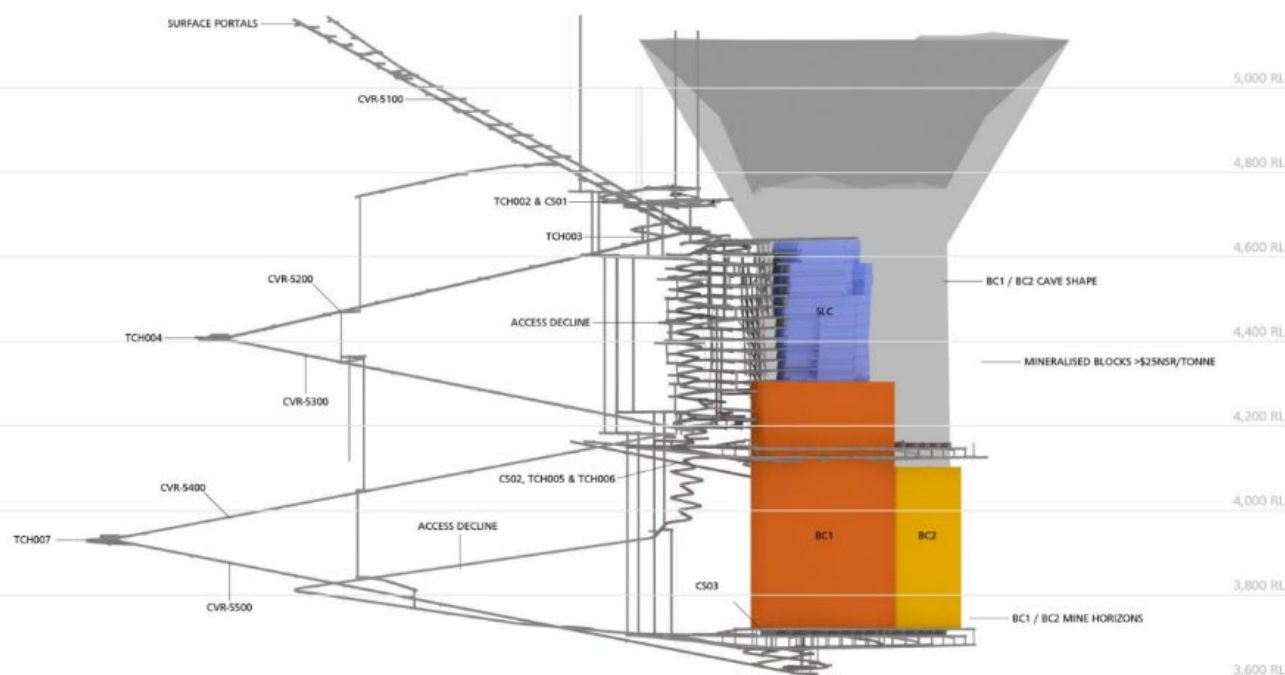 SURFACE PORTALS
5,000 RL
CVR-5100
4,800 RL
TCH002 & CS01
TCH003
4,600 RL
CVR-5200
BC1 / BC2 CAVE SHAPE
SLC
ACCESS DECLINE
TCH004
4,400 RL
MINERALISED BLOCKS >$25NSR/TONNE
CVR-5300
4,200 RL
CS02, TCH005 & TCH006
CVR-5400
4,000 RL
ACCESS DECLINE
TCH007
BC1
BC2
CS03
3,800 RL
CVR-5500
BC1 / BC2 MINE HORIZONS
3,600 RL